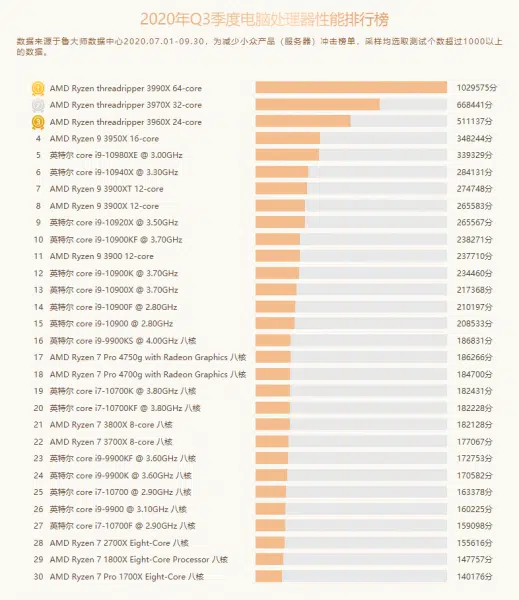 2020年Q3季度电脑处理器性能排行榜
数据来源于鲁大师数据中心2020.07.01-09.30，为减少小众产品（服务器）冲击榜单，采样均选取测试个数超过1000以上
的数据。
1 AMD Ryzen threadripper 3990X 64-core 1029575分
2 AMD Ryzen threadripper 3970X 32-core 668441分
3 AMD Ryzen threadripper 3960X 24-core 511137分
4 AMD Ryzen 9 3950X 16-core 348244分
5 英特尔 core i9-10980XE @ 3.00GHz 339329分
6 英特尔 core i9-10940X @ 3.30GHz 284131分
7 AMD Ryzen 9 3900XT 12-core 274748分
8 AMD Ryzen 9 3900X 12-core 265583分
9 英特尔 core i9-10920X @ 3.50GHz 265567分
10 英特尔 core i9-10900KF @ 3.70GHz 238271分
11 AMD Ryzen 9 3900 12-core 237710分
12 英特尔 core i9-10900K @ 3.70GHz 234460分
13 英特尔 core i9-10900X @ 3.70GHz 217368分
14 英特尔 core i9-10900F @ 2.80GHz 210197分
15 英特尔 core i9-10900 @ 2.80GHz 208533分
16 英特尔 core i9-9900KS @ 4.00GHz 八核 186831分
17 AMD Ryzen 7 Pro 4750g with Radeon Graphics 八核 186266分
18 AMD Ryzen 7 Pro 4700g with Radeon Graphics 八核 184700分
19 英特尔 core i7-10700K @ 3.80GHz 八核 182431分
20 英特尔 core i7-10700KF @ 3.80GHz 八核 182228分
21 AMD Ryzen 7 3800X 8-core 八核 182128分
22 AMD Ryzen 7 3700X 8-core 八核 177067分
23 英特尔 core i9-9900KF @ 3.60GHz 八核 172753分
24 英特尔 core i9-9900K @ 3.60GHz 八核 170582分
25 英特尔 core i7-10700 @ 2.90GHz 八核 163378分
26 英特尔 core i9-9900 @ 3.10GHz 八核 160225分
27 英特尔 core i7-10700F @ 2.90GHz 八核 159098分
28 AMD Ryzen 7 2700X Eight-Core 八核 155616分
29 AMD Ryzen 7 1800X Eight-Core Processor 八核 147757分
30 AMD Ryzen 7 Pro 1700X Eight-Core 八核 140176分